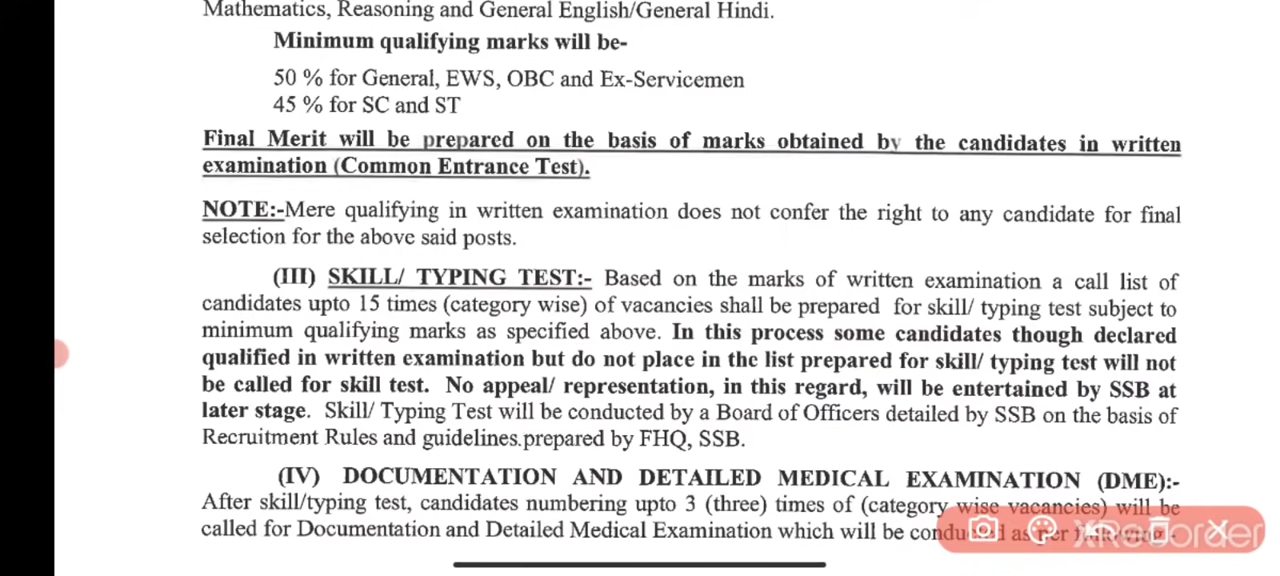 Mathematics, Reasoning and General English/General Hindi.
Minimum qualifying marks will be-
50 % for General, EWS, OBC and Ex-Servicemen
45 % for SC and ST
Final Merit will be prepared on the basis of marks obtained by the candidates in written
examination (Common Entrance Test).
NOTE:-Mere qualifying in written examination does not confer the right to any candidate for final
selection for the above said posts.
(III) SKILL/ TYPING TEST:- Based on the marks of written examination a call list of
candidates upto 15 times (category wise) of vacancies shall be prepared for skill/ typing test subject to
minimum qualifying marks as specified above. In this process some candidates though declared
qualified in written examination but do not place in the list prepared for skill/ typing test will not
be called for skill test. No appeal/ representation, in this regard, will be entertained by SSB at
later stage. Skill/ Typing Test will be conducted by a Board of Officers detailed by SSB on the basis of
Recruitment Rules and guidelines.prepared by FHQ, SSB.
(IV) DOCUMENTATION AND DETAILED MEDICAL EXAMINATION (DME):-
After skill/typing test, candidates numbering upto 3 (three) times of (category wise vacancies) will be
called for Documentation and Detailed Medical Examination which will be conducted as per following-
XRecorder